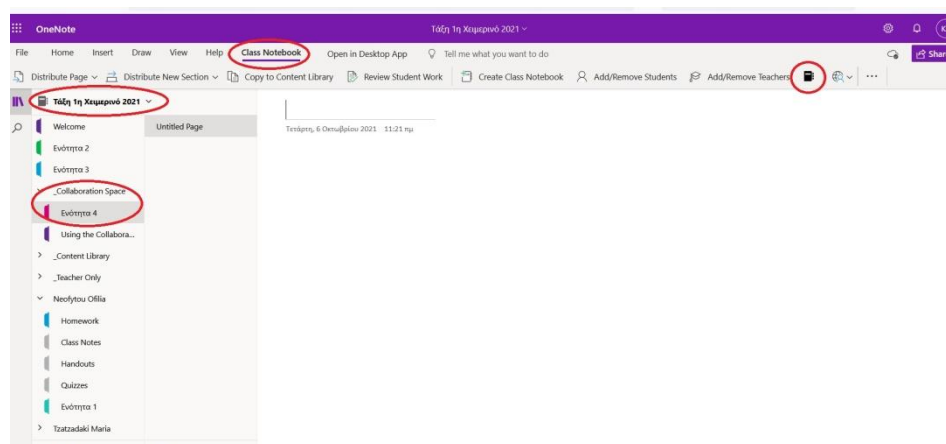 OneNote
Τάξη 1η Χειμερινό 2021
File Home Insert Draw View Help Class Notebook Open in Desktop App Tell me what you want to do
Share
Distribute Page Distribute New Section Copy to Content Library Review Student Work Create Class Notebook Add/Remove Students Add/Remove Teachers
Τάξη 1η Χειμερινό 2021
Welcome
Ενότητα 2
Ενότητα 3
_Collaboration Space
Ενότητα 4
Using the Collabora...
_Content Library
_Teacher Only
Neofytou Ofilia
Homework
Class Notes
Handouts
Quizzes
Ενότητα 1
Tzatzadaki Maria
Untitled Page
Τετάρτη, 6 Οκτωβρίου 2021 11:21 πμ